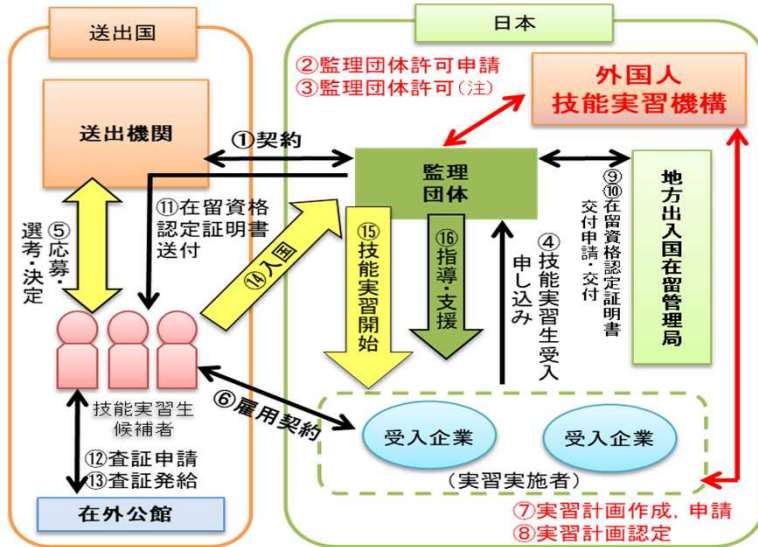 送出国
日本
②監理団体許可申請
③監理団体許可(注)
外国人
技能実習機構
送出機関
①契約
監理
団体
⑨⑩在留資格認定証明書
交付申請・交付
地方出入国在留管理局
⑤応募・
選考・決定
⑪在留資格
認定証明書
送付
⑭入国
⑮技能実習開始
⑯指導・支援
④技能実習生受入
申し込み
技能実習生
候補者
⑥雇用契約
受入企業
受入企業
(実習実施者)
⑫査証申請
⑬査証発給
在外公館
⑦実習計画作成,申請
⑧実習計画認定